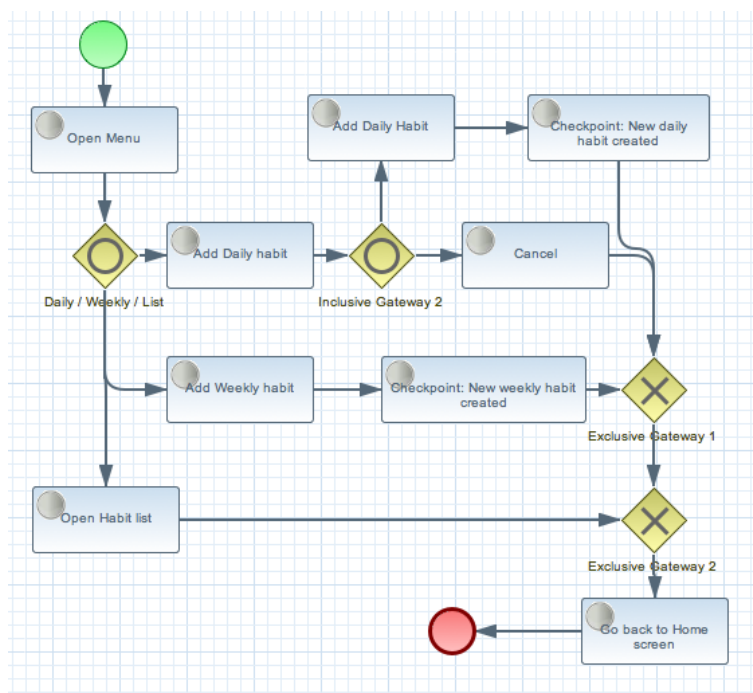 Open Menu
Add Daily Habit
Checkpoint: New daily
habit created
Add Daily habit
Cancel
Daily / Weekly / List
Inclusive Gateway 2
Add Weekly habit
Checkpoint: New weekly habit
created
Exclusive Gateway 1
Open Habit list
Exclusive Gateway 2
Go back to Home
screen